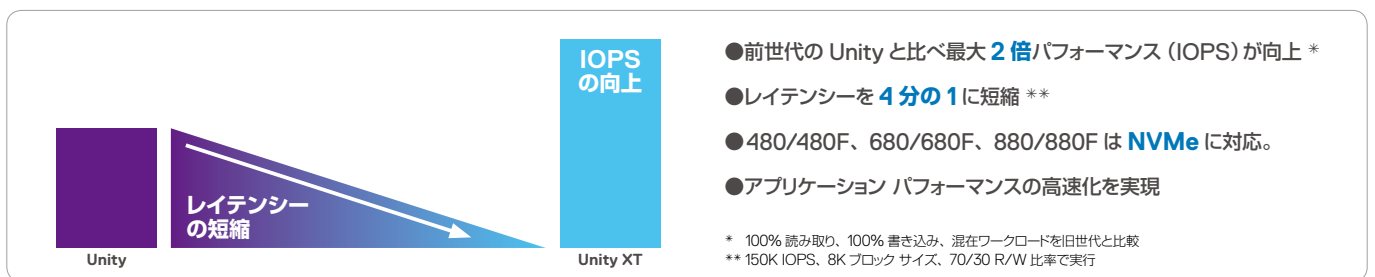 IOPS
の向上
レイテンシー
の短縮
Unity
Unity XT
●前世代の Unity と比べ最大 2 倍パフォーマンス（IOPS）が向上 *
●レイテンシーを 4 分の 1 に短縮 **
●480/480F、680/680F、880/880F は NVMe に対応。
●アプリケーション パフォーマンスの高速化を実現
* 100% 読み取り、100% 書き込み、混在ワークロードを旧世代と比較
** 150K IOPS、8K ブロック サイズ、70/30 R/W 比率で実行